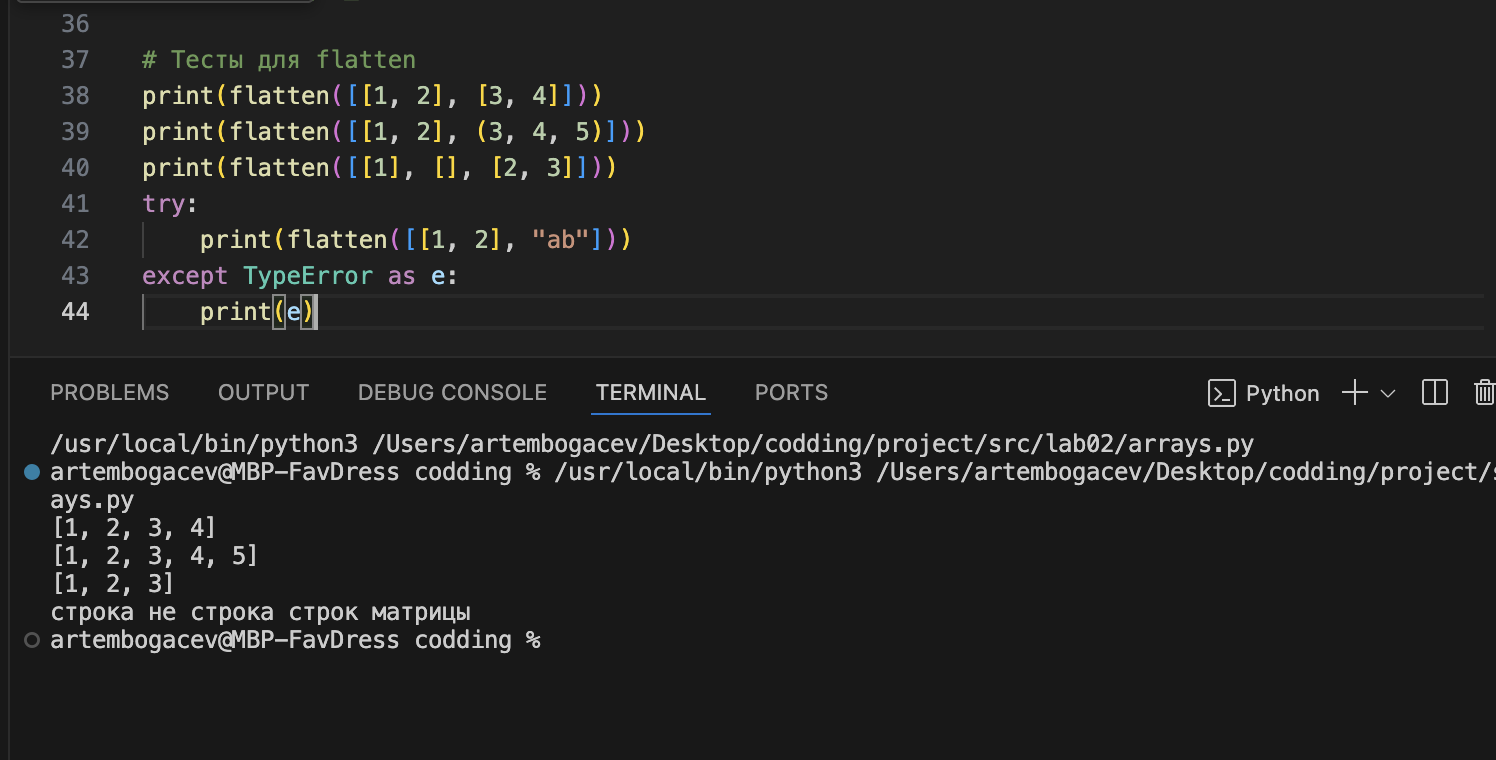 36
37 # Тесты для flatten
38 print(flatten([[1, 2], [3, 4]]))
39 print(flatten([[1, 2], (3, 4, 5)]))
40 print(flatten([[1], [], [2, 3]]))
41 try:
42     print(flatten([[1, 2], "ab"]))
43 except TypeError as e:
44     print(e)
PROBLEMS OUTPUT DEBUG CONSOLE TERMINAL PORTS Python
/usr/local/bin/python3 /Users/artembogacev/Desktop/codding/project/src/lab02/arrays.py
artembogacev@MBP-FavDress codding % /usr/local/bin/python3 /Users/artembogacev/Desktop/codding/project/
ays.py
[1, 2, 3, 4]
[1, 2, 3, 4, 5]
[1, 2, 3]
строка не строка строк матрицы
artembogacev@MBP-FavDress codding %